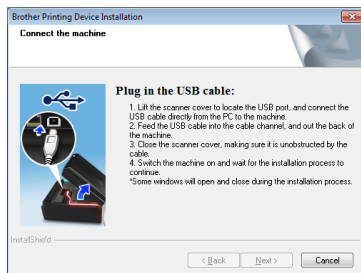 Brother Printing Device Installation
Connect the machine
Plug in the USB cable:
1. Lift the scanner cover to locate the USB port, and connect the
USB cable directly from the PC to the machine.
2. Feed the USB cable into the cable channel, and out the back of
the machine.
3. Close the scanner cover, making sure it is unobstructed by the
cable.
4. Switch the machine on and wait for the installation process to
continue.
*Some windows will open and close during the installation process.
InstallShield
< Back
Next >
Cancel